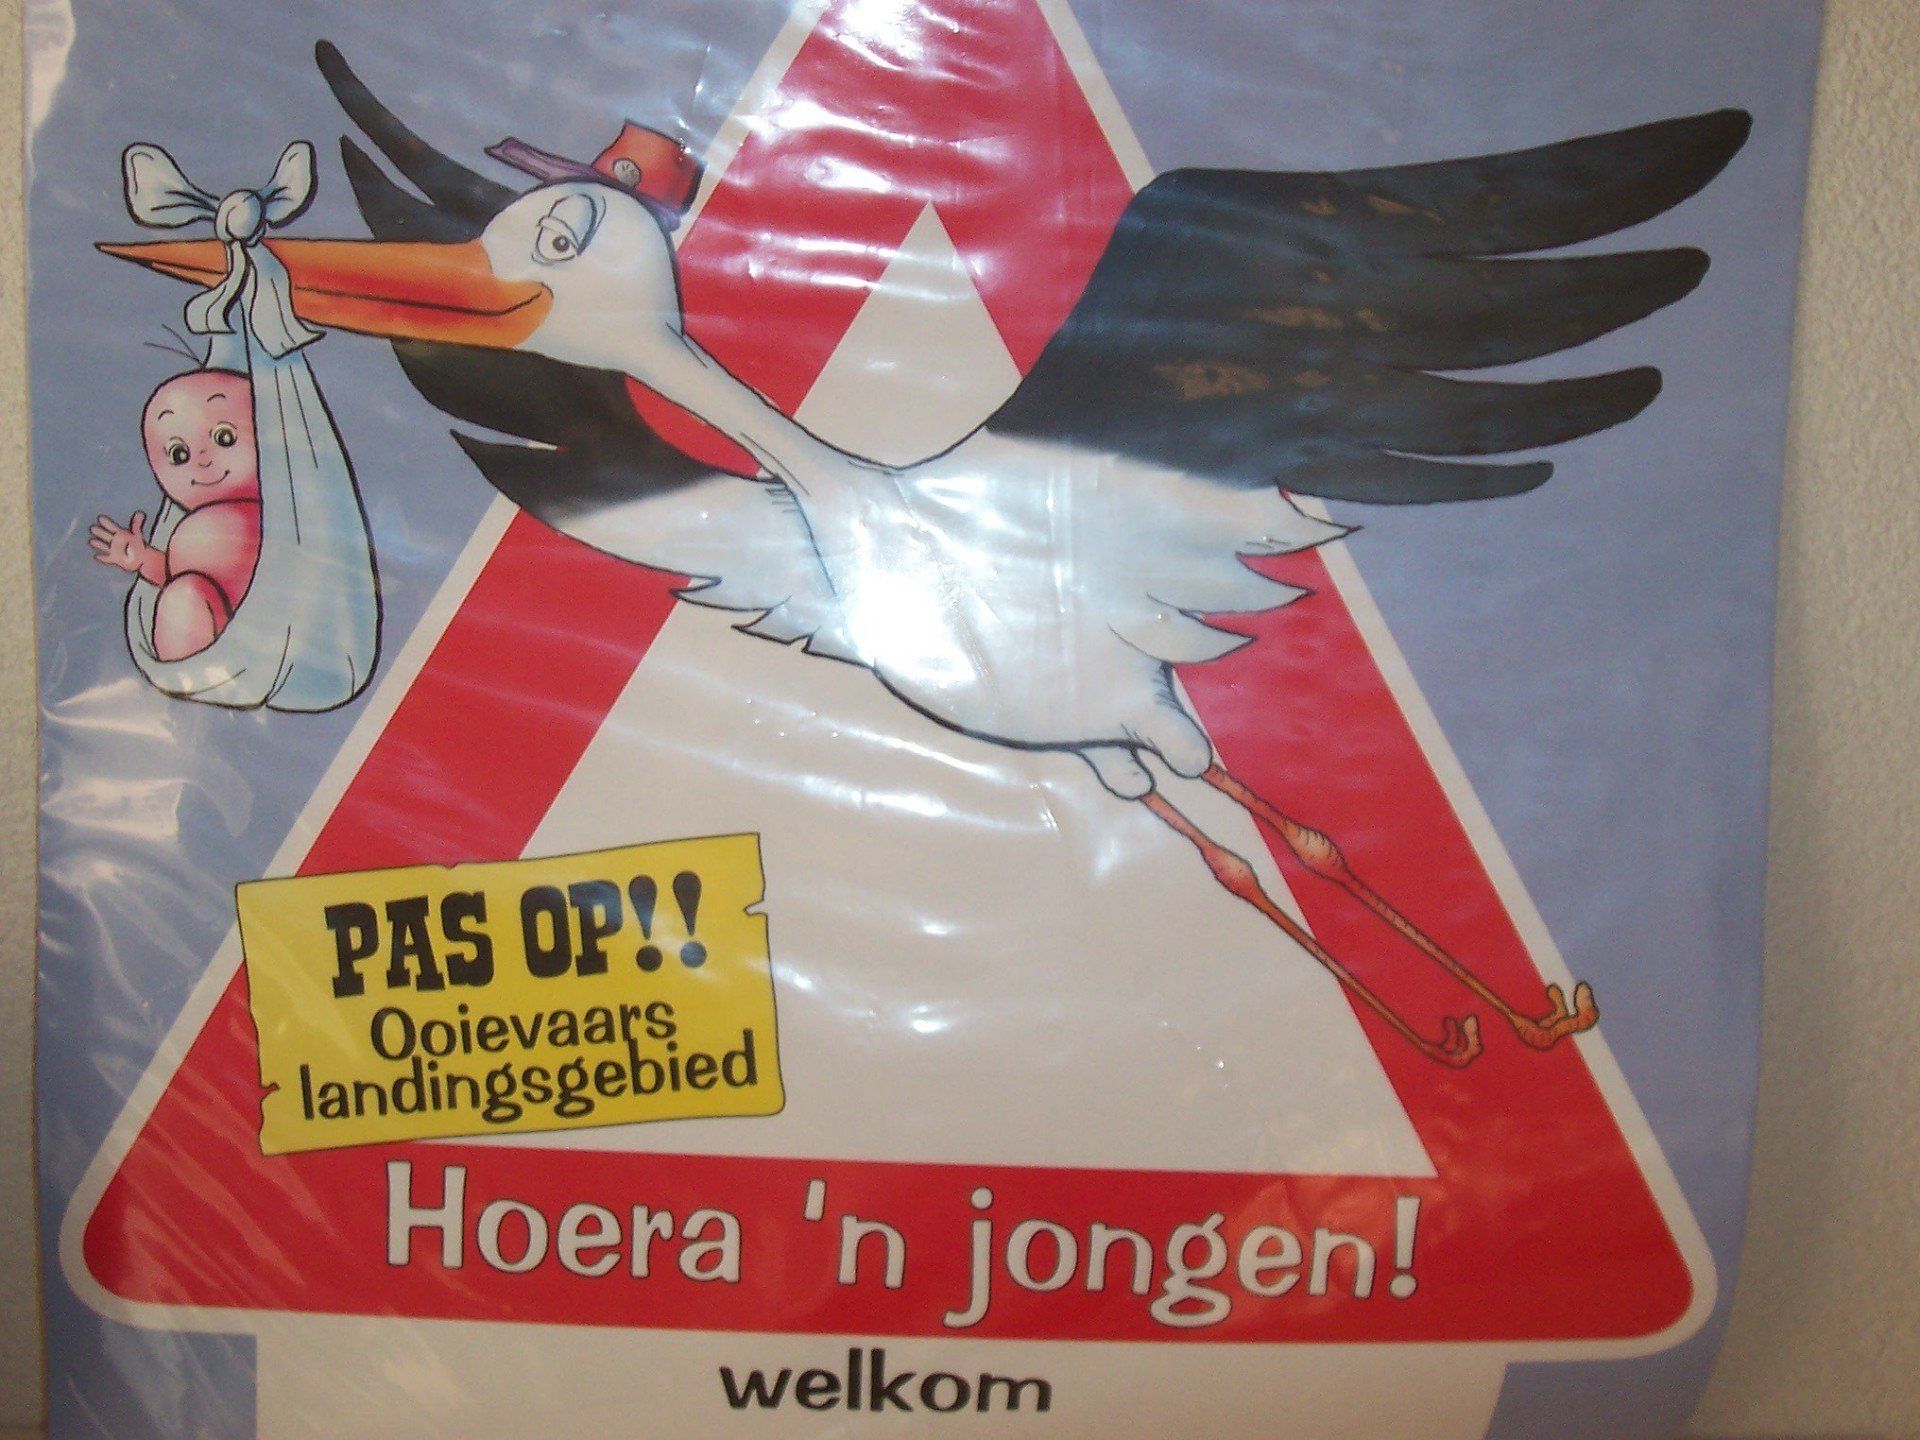 PAS OP!!
Ooievaars
landingsgebied
Hoera 'n jongen!
welkom